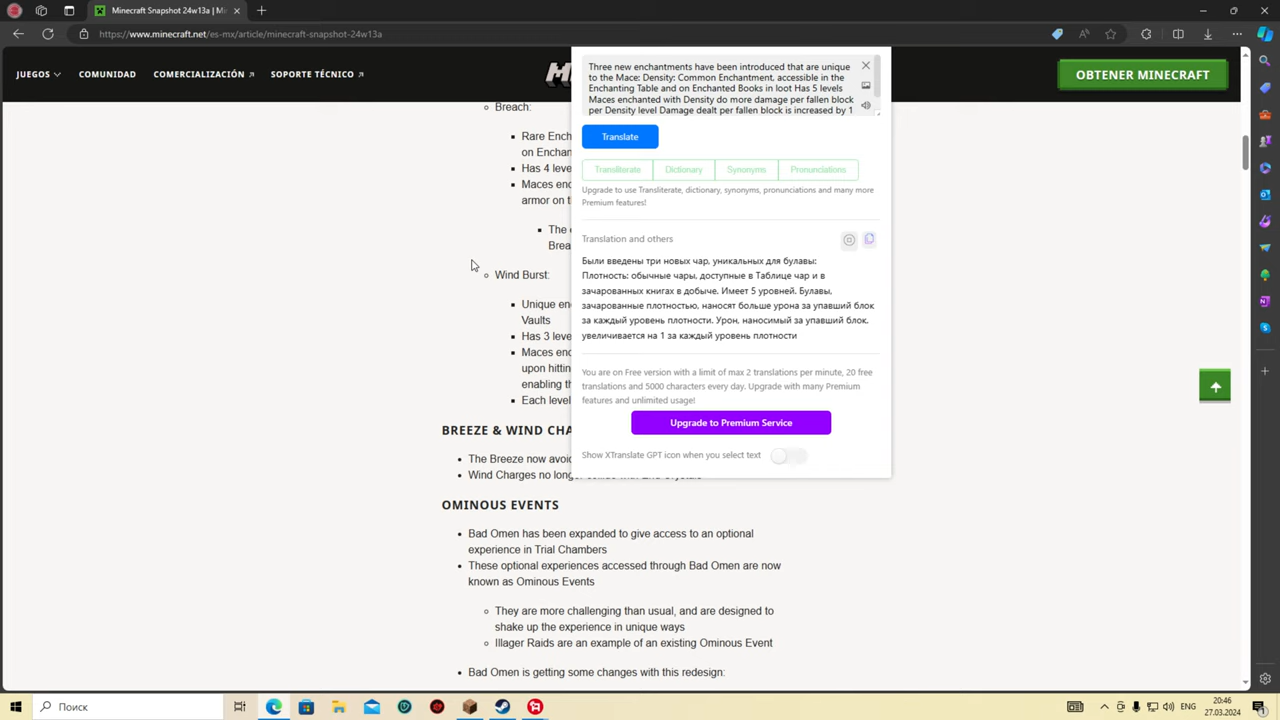 Minecraft Snapshot 24w13a | Mi
https://www.minecraft.net/es-mx/article/minecraft-snapshot-24w13a
JUEGOS
COMUNIDAD
COMERCIALIZACIÓN
SOPORTE TÉCNICO
OBTENER MINECRAFT
Breach:
Rare Ench
on Enchan
Has 4 leve
Maces enc
armor on t
The
Brea
Wind Burst:
Unique en
Vaults
Has 3 leve
Maces enc
upon hittin
enabling th
Each level
BREEZE & WIND CHA
The Breeze now avoid
Wind Charges no longer collide with End Crystals
OMINOUS EVENTS
Bad Omen has been expanded to give access to an optional
experience in Trial Chambers
These optional experiences accessed through Bad Omen are now
known as Ominous Events
They are more challenging than usual, and are designed to
shake up the experience in unique ways
Illager Raids are an example of an existing Ominous Event
Bad Omen is getting some changes with this redesign:
Three new enchantments have been introduced that are unique
to the Mace: Density: Common Enchantment, accessible in the
Enchanting Table and on Enchanted Books in loot Has 5 levels
Maces enchanted with Density do more damage per fallen block
per Density level Damage dealt per fallen block is increased by 1
Translate
Transliterate Dictionary Synonyms Pronunciations
Upgrade to use Transliterate, dictionary, synonyms, pronunciations and many more
Premium features!
Translation and others
Были введены три новых чар, уникальных для булавы:
Плотность: обычные чары, доступные в Таблице чар и в
зачарованных книгах в добыче. Имеет 5 уровней. Булавы,
зачарованные плотностью, наносят больше урона за упавший блок
за каждый уровень плотности. Урон, наносимый за упавший блок,
увеличивается на 1 за каждый уровень плотности
You are on Free version with a limit of max 2 translations per minute, 20 free
translations and 5000 characters every day. Upgrade with many Premium
features and unlimited usage!
Upgrade to Premium Service
Show XTranslate GPT icon when you select text
Поиск
20:46
27.03.2024